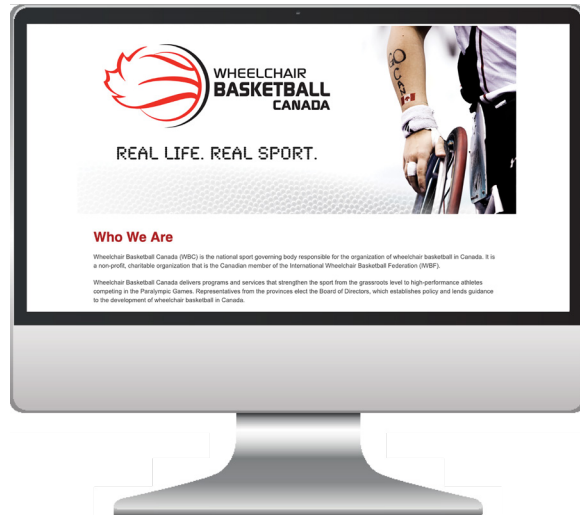 WHEELCHAIR
BASKETBALL
CANADA
REAL LIFE. REAL SPORT.
Who We Are
Wheelchair Basketball Canada (WBC) is the national sport governing body responsible for the organization of wheelchair basketball in Canada. It is
a non-profit, charitable organization that is the Canadian member of the International Wheelchair Basketball Federation (IWBF).
Wheelchair Basketball Canada delivers programs and services that strengthen the sport from the grassroots level to high-performance athletes
competing in the Paralympic Games. Representatives from the provinces elect the Board of Directors, which establishes policy and lends guidance
to the development of wheelchair basketball in Canada.